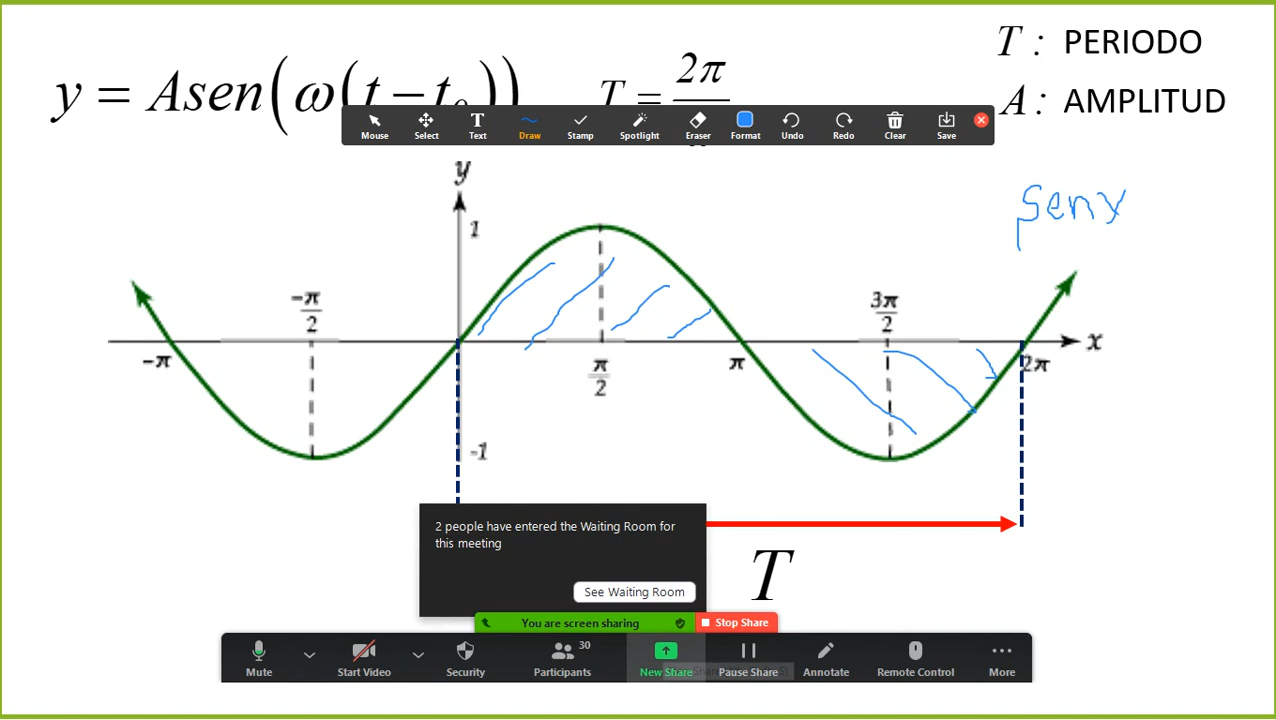 T : PERIODO
y = Asen(ω(t − t₀)) T = 2π
A : AMPLITUD
Mouse Select Text Draw Stamp Spotlight Eraser Format Undo Redo Clear Save
y
Senx
1
−π/2
3π/2
x
−π
π/2
π
2π
-1
2 people have entered the Waiting Room for
this meeting
See Waiting Room
T
You are screen sharing Stop Share
30
Mute Start Video Security Participants New Share Pause Share Annotate Remote Control More